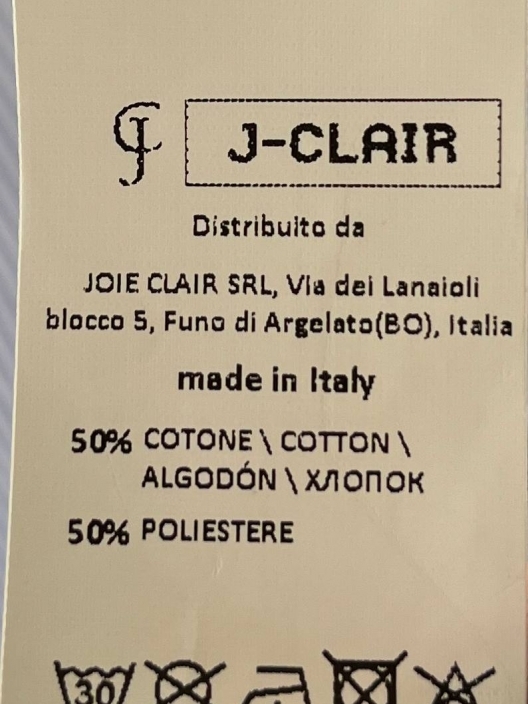 CJ J-CLAIR
Distribuito da
JOIE CLAIR SRL, Via dei Lanaioli
blocco 5, Funo di Argelato(BO), Italia
made in Italy
50% COTONE \ COTTON \
ALGODÓN \ ХЛОПОК
50% POLIESTERE
30